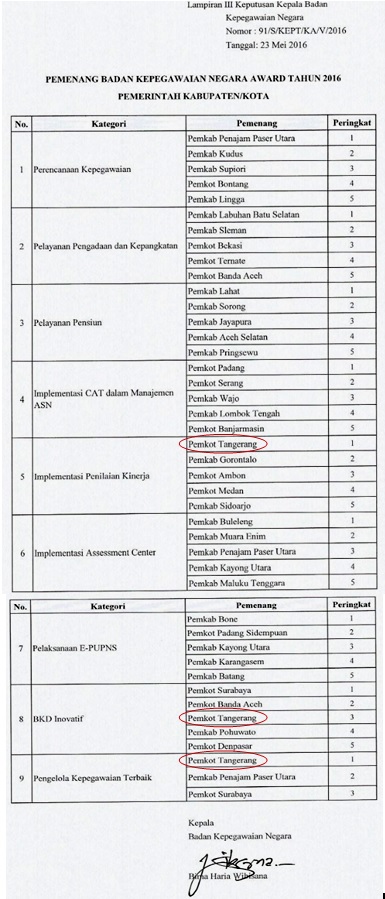 Lampiran III Keputusan Kepala Badan
Kepegawaian Negara
Nomor : 91/S/KEPT/KA/V/2016
Tanggal: 23 Mei 2016
PEMENANG BADAN KEPEGAWAIAN NEGARA AWARD TAHUN 2016
PEMERINTAH KABUPATEN/KOTA
No. Kategori Pemenang Peringkat
1 Perencanaan Kepegawaian
Pemkab Penajam Paser Utara 1
Pemkab Kudus 2
Pemkab Supiori 3
Pemkot Bontang 4
Pemkab Lingga 5
2 Pelayanan Pengadaan dan Kepangkatan
Pemkab Labuhan Batu Selatan 1
Pemkab Sleman 2
Pemkot Bekasi 3
Pemkot Ternate 4
Pemkot Banda Aceh 5
3 Pelayanan Pensiun
Pemkab Lahat 1
Pemkab Sorong 2
Pemkab Jayapura 3
Pemkab Aceh Selatan 4
Pemkab Pringsewu 5
4 Implementasi CAT dalam Manajemen
ASN
Pemkot Padang 1
Pemkot Serang 2
Pemkab Wajo 3
Pemkab Lombok Tengah 4
Pemkot Banjarmasin 5
5 Implementasi Penilaian Kinerja
Pemkot Tangerang 1
Pemkab Gorontalo 2
Pemkot Ambon 3
Pemkot Medan 4
Pemkab Sidoarjo 5
6 Implementasi Assessment Center
Pemkab Buleleng 1
Pemkab Muara Enim 2
Pemkab Penajam Paser Utara 3
Pemkab Kayong Utara 4
Pemkab Maluku Tenggara 5
No. Kategori Pemenang Peringkat
7 Pelaksanaan E-PUPNS
Pemkab Bone 1
Pemkot Padang Sidempuan 2
Pemkab Kayong Utara 3
Pemkab Karangasem 4
Pemkab Batang 5
8 BKD Inovatif
Pemkot Surabaya 1
Pemkot Banda Aceh 2
Pemkot Tangerang 3
Pemkab Pohuwato 4
Pemkot Denpasar 5
9 Pengelola Kepegawaian Terbaik
Pemkot Tangerang 1
Pemkab Penajam Paser Utara 2
Pemkot Surabaya 3
Kepala
Badan Kepegawaian Negara
Bima Haria Wibisana